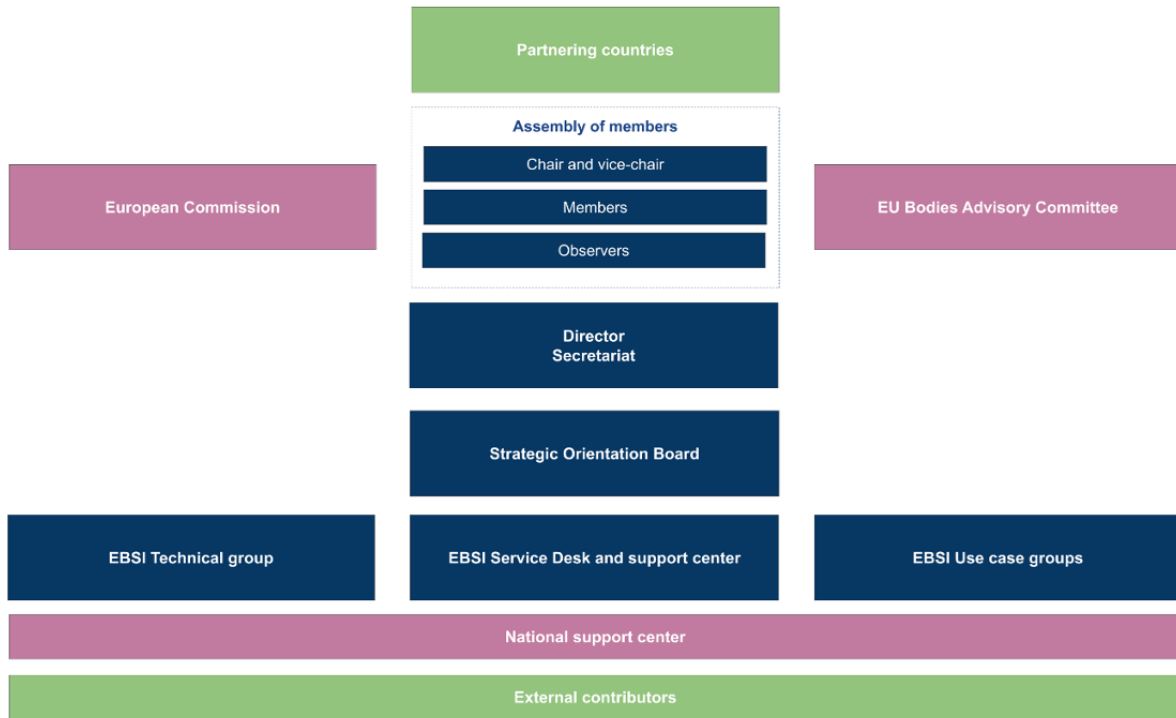 Partnering countries
Assembly of members
Chair and vice-chair
European Commission
Members
EU Bodies Advisory Committee
Observers
Director
Secretariat
Strategic Orientation Board
EBSI Technical group
EBSI Service Desk and support center
EBSI Use case groups
National support center
External contributors